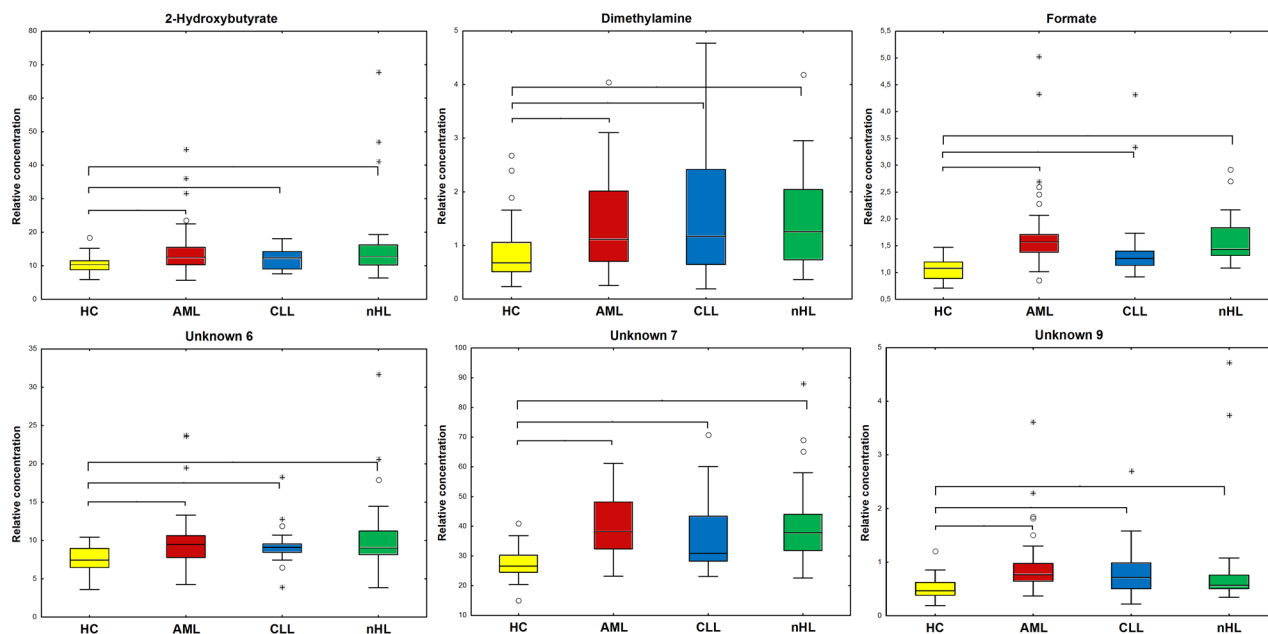 2-Hydroxybutyrate
Relative concentration
80
70
60
50
40
30
20
10
0
HC AML CLL nHL
Dimethylamine
Relative concentration
5
4
3
2
1
0
HC AML CLL nHL
Formate
Relative concentration
5,5
5,0
4,5
4,0
3,5
3,0
2,5
2,0
1,5
1,0
0,5
HC AML CLL nHL
Unknown 6
Relative concentration
35
30
25
20
15
10
5
0
HC AML CLL nHL
Unknown 7
Relative concentration
100
90
80
70
60
50
40
30
20
10
HC AML CLL nHL
Unknown 9
Relative concentration
5
4
3
2
1
0
HC AML CLL nHL